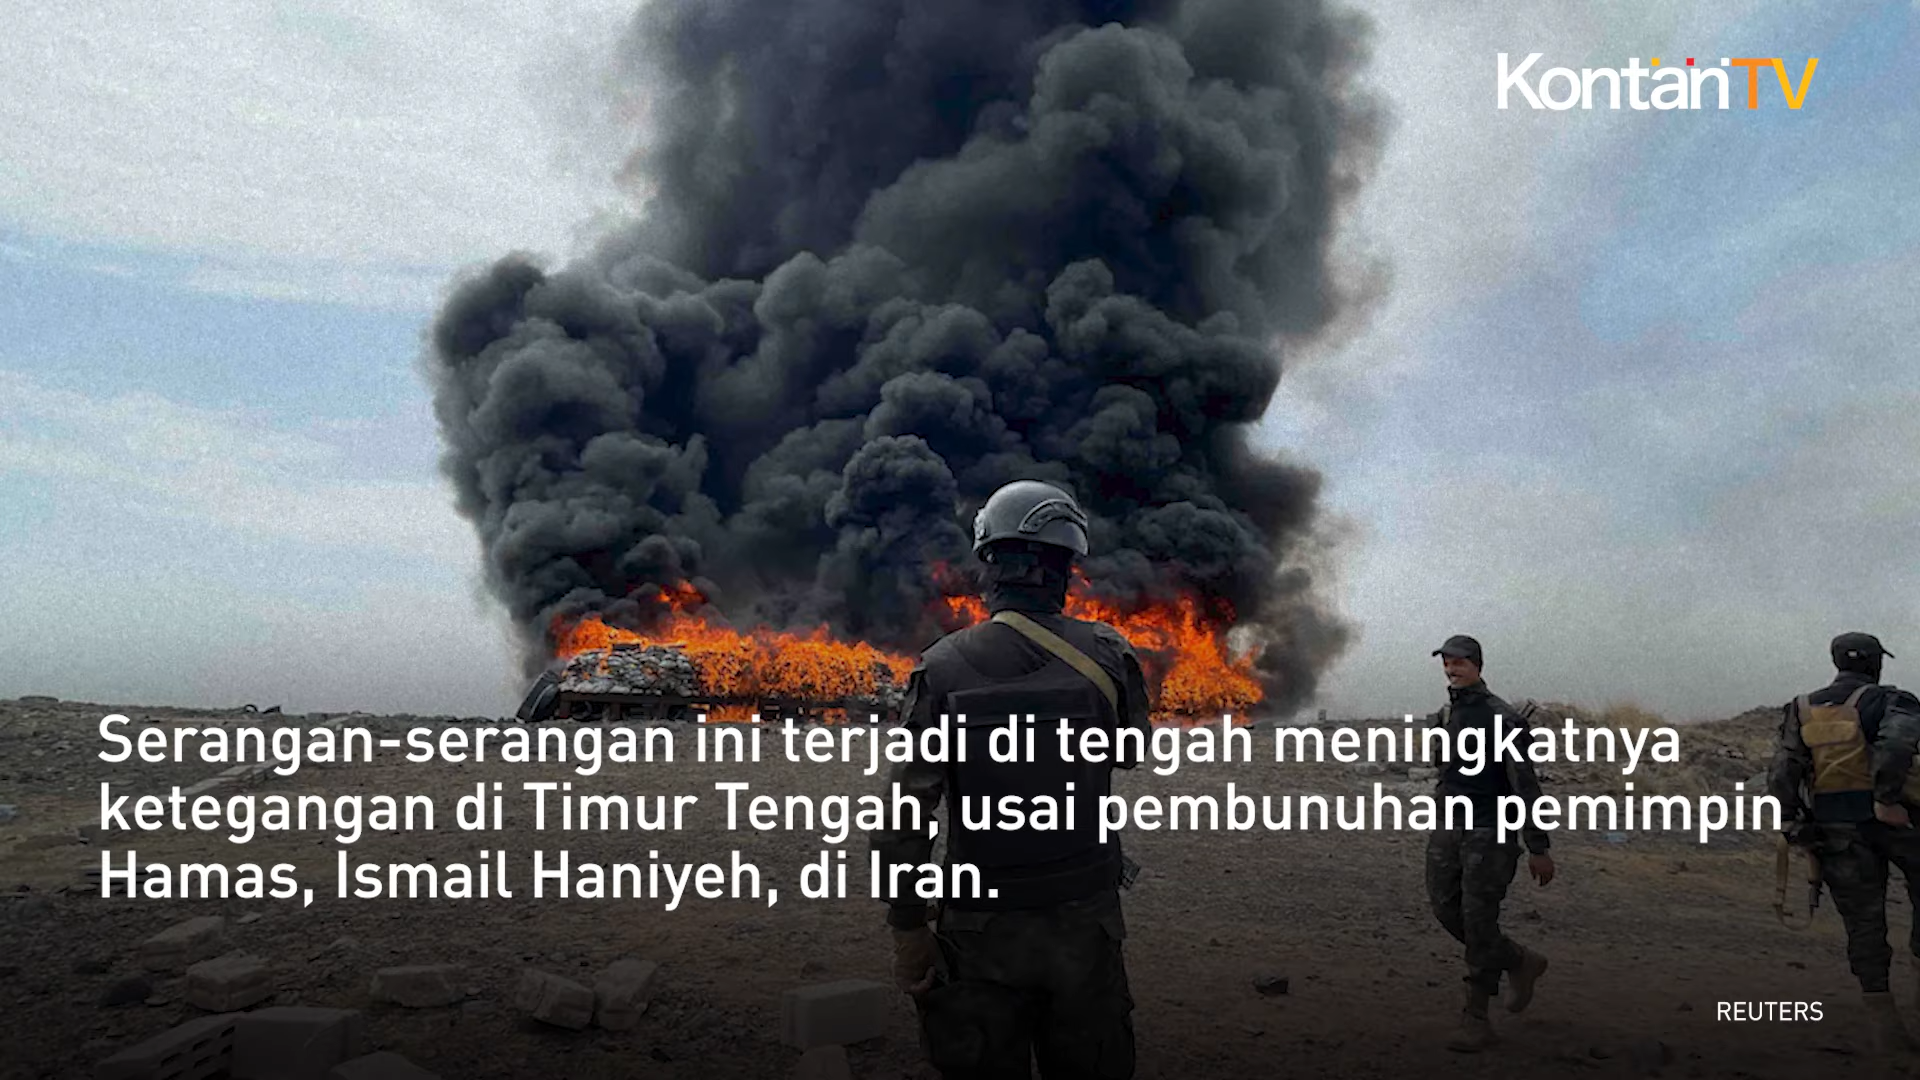 KontanTV
Serangan-serangan ini terjadi di tengah meningkatnya
ketegangan di Timur Tengah, usai pembunuhan pemimpin
Hamas, Ismail Haniyeh, di Iran.
REUTERS